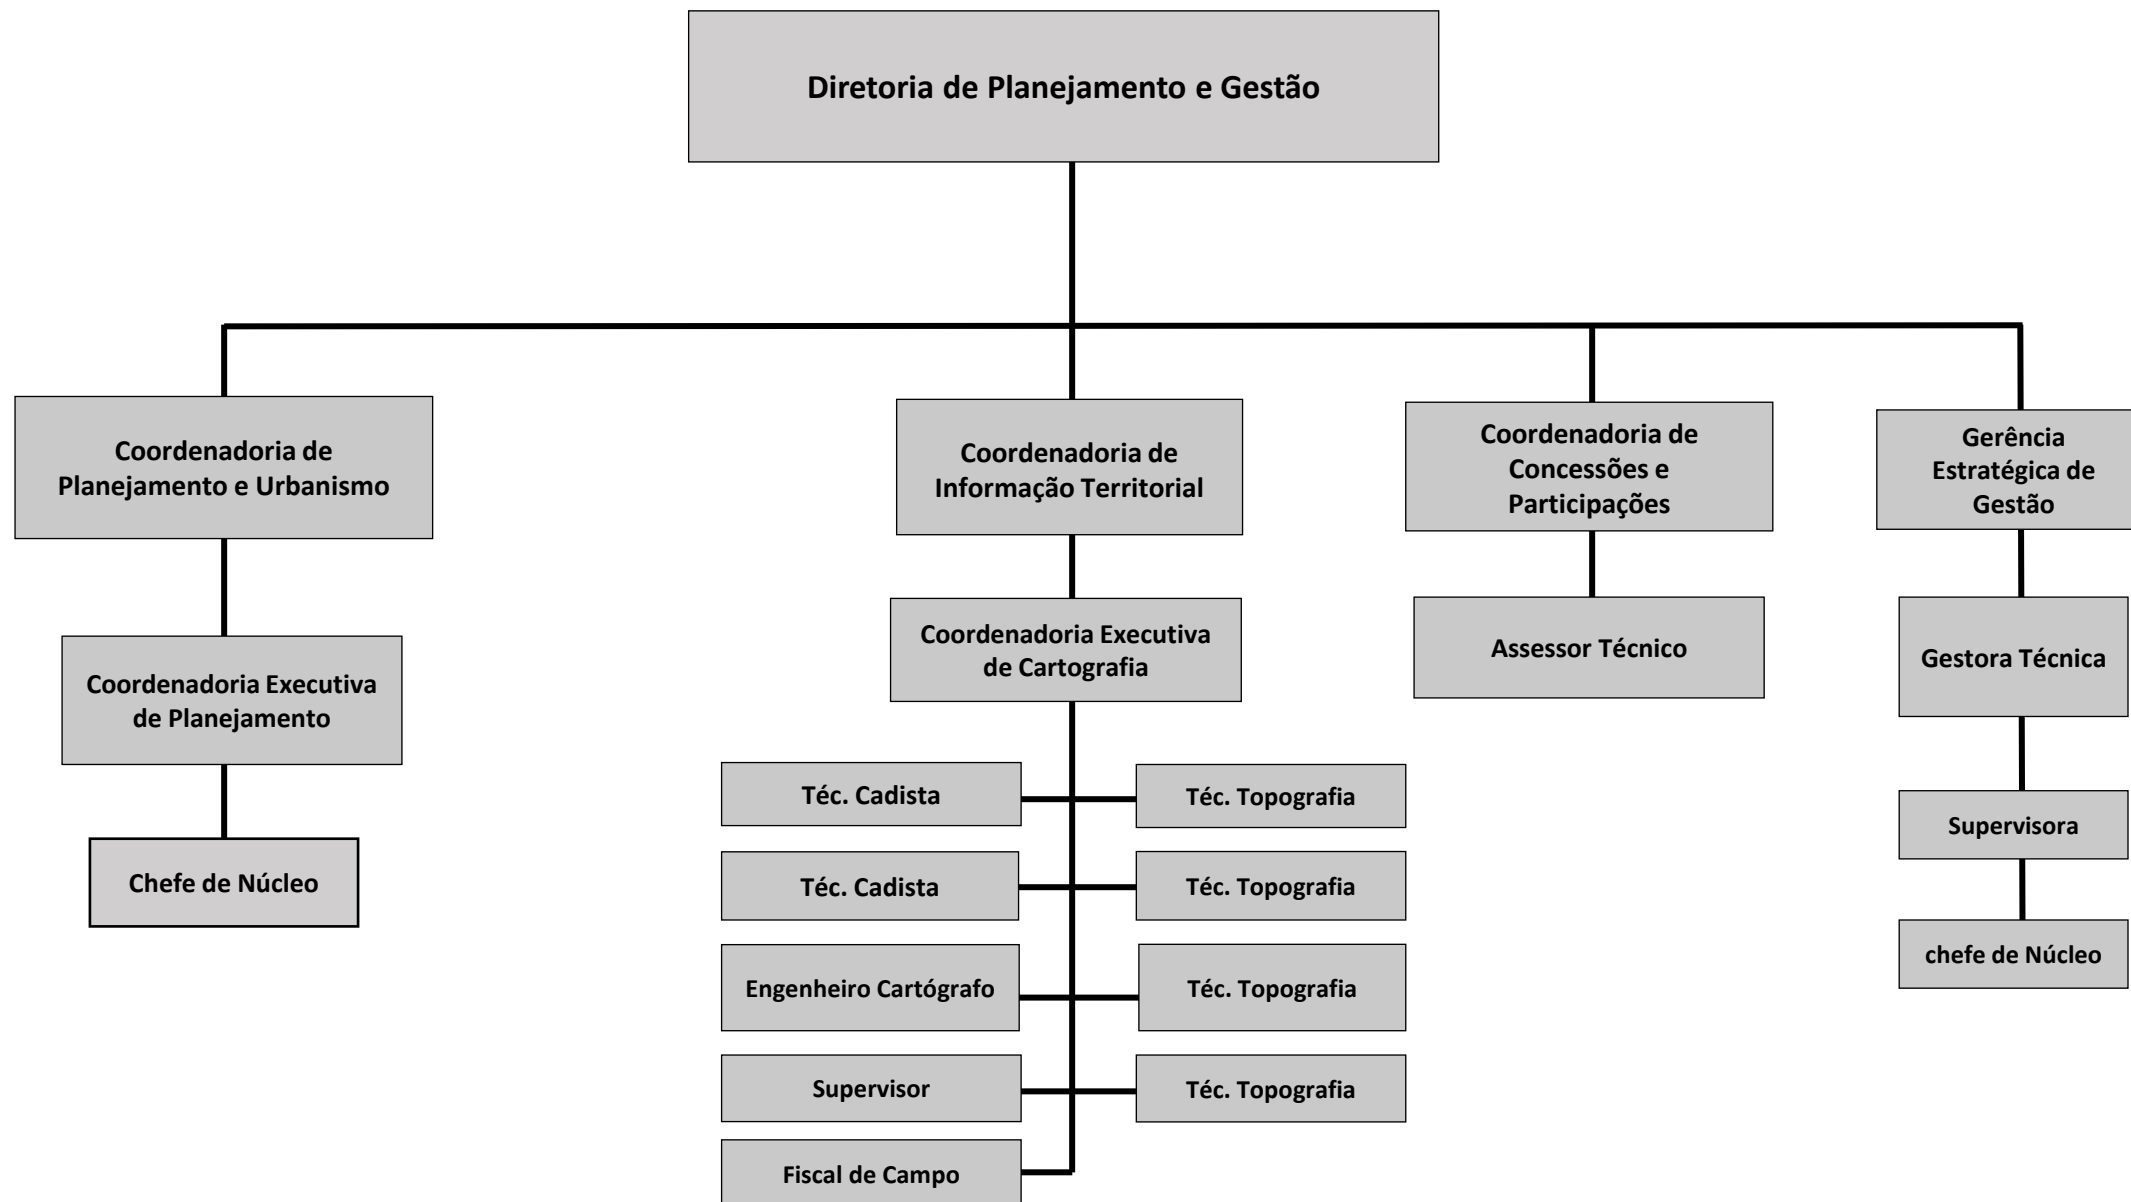 Diretoria de Planejamento e Gestão
Coordenadoria de
Planejamento e Urbanismo
Coordenadoria de
Informação Territorial
Coordenadoria de
Concessões e
Participações
Gerência
Estratégica de
Gestão
Coordenadoria Executiva
de Planejamento
Coordenadoria Executiva
de Cartografia
Assessor Técnico
Gestora Técnica
Chefe de Núcleo
Téc. Cadista
Téc. Topografia
Téc. Cadista
Téc. Topografia
Engenheiro Cartógrafo
Téc. Topografia
Supervisor
Téc. Topografia
Fiscal de Campo
Supervisora
chefe de Núcleo